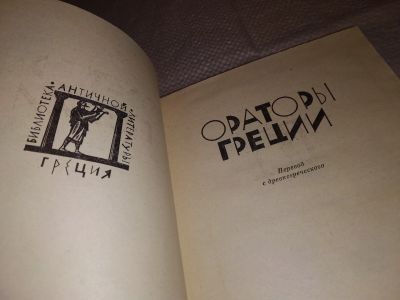 БИБЛИОТЕКА · АНТИЧНОЙ · ЛИТЕРАТУРЫ
ГРЕЦИЯ
ОРАТОРЫ
ГРЕЦИИ
Перевод
с древнегреческого